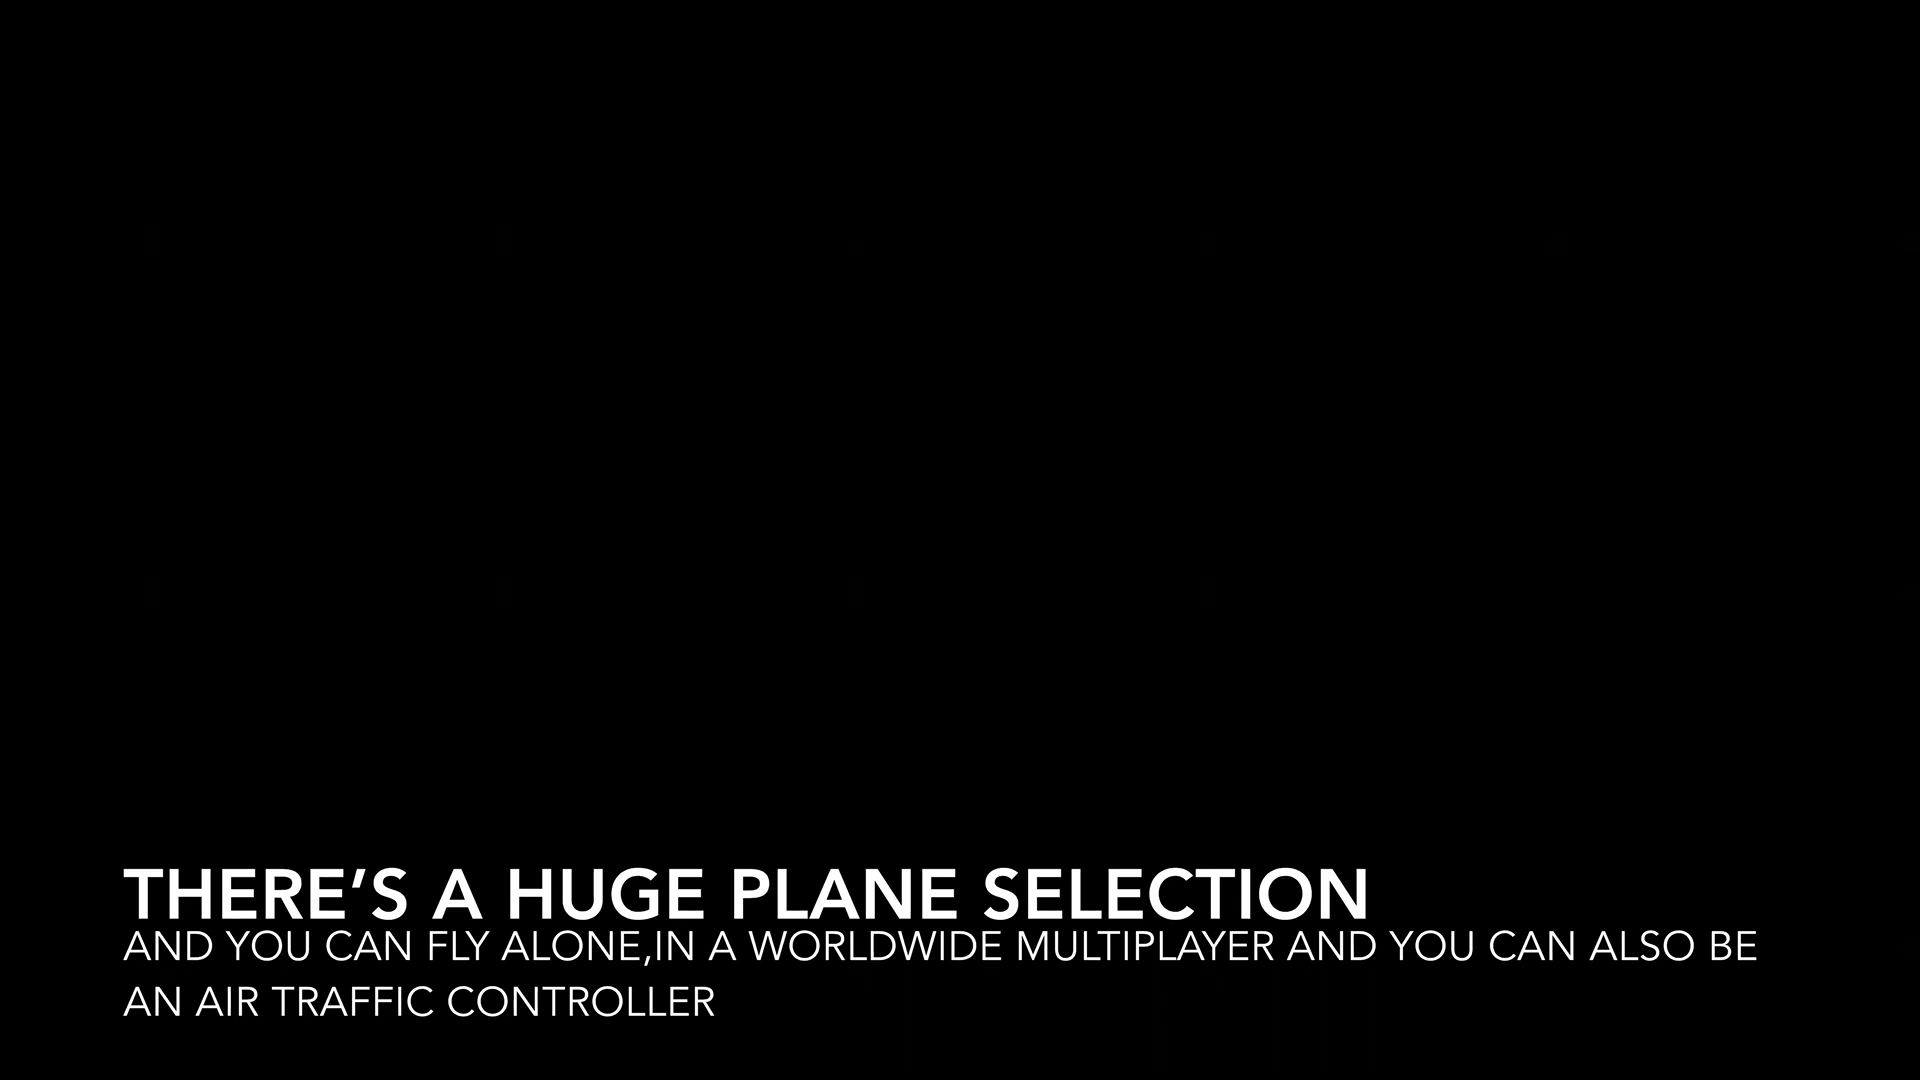 THERE’S A HUGE PLANE SELECTION
AND YOU CAN FLY ALONE,IN A WORLDWIDE MULTIPLAYER AND YOU CAN ALSO BE
AN AIR TRAFFIC CONTROLLER